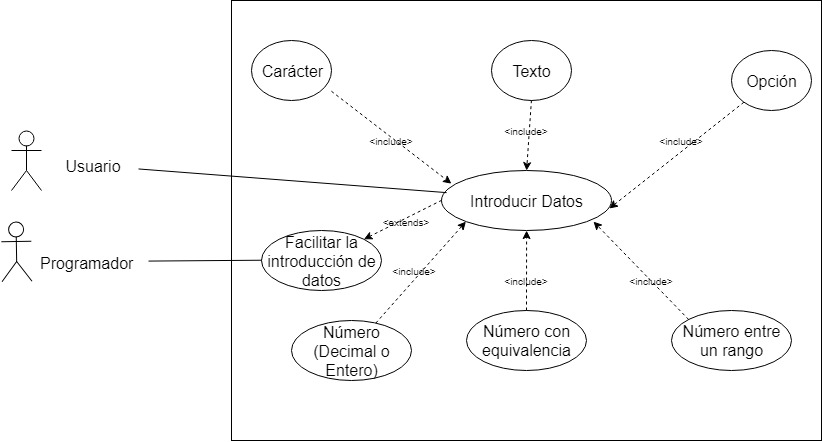 Carácter
Texto
Opción
<include>
<include>
<include>
Usuario
Introducir Datos
<extends>
Programador
Facilitar la
introducción de
datos
<include>
<include>
<include>
Número
(Decimal o
Entero)
Número con
equivalencia
Número entre
un rango